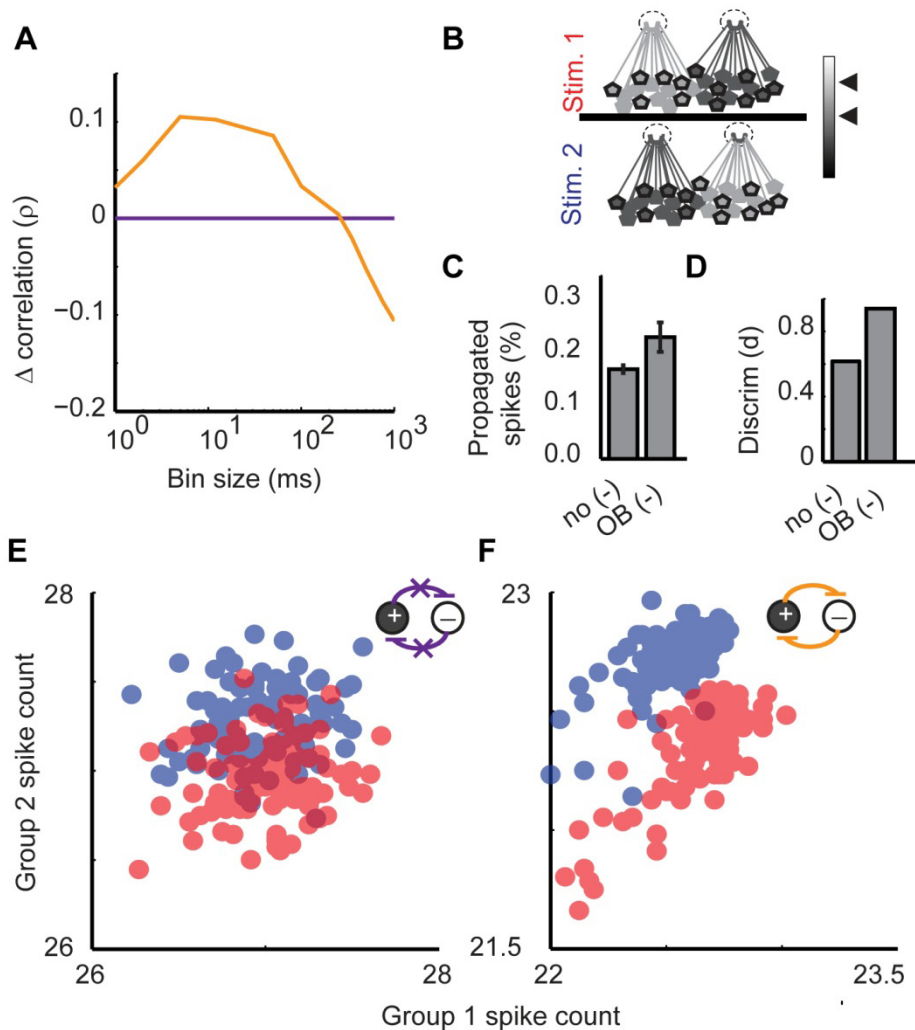 A
Δ correlation (ρ)
0.1
0
−0.1
−0.2
10^0
10^1
10^2
10^3
Bin size (ms)
B
Stim. 1
Stim. 2
C
Propagated
spikes (%)
0.3
0.2
0.1
0.0
no (-)
OB (-)
D
Discrim (d)
0.8
0.4
0
no (-)
OB (-)
E
Group 2 spike count
28
26
26
28
+
−
F
23
21.5
22
23.5
+
−
Group 1 spike count